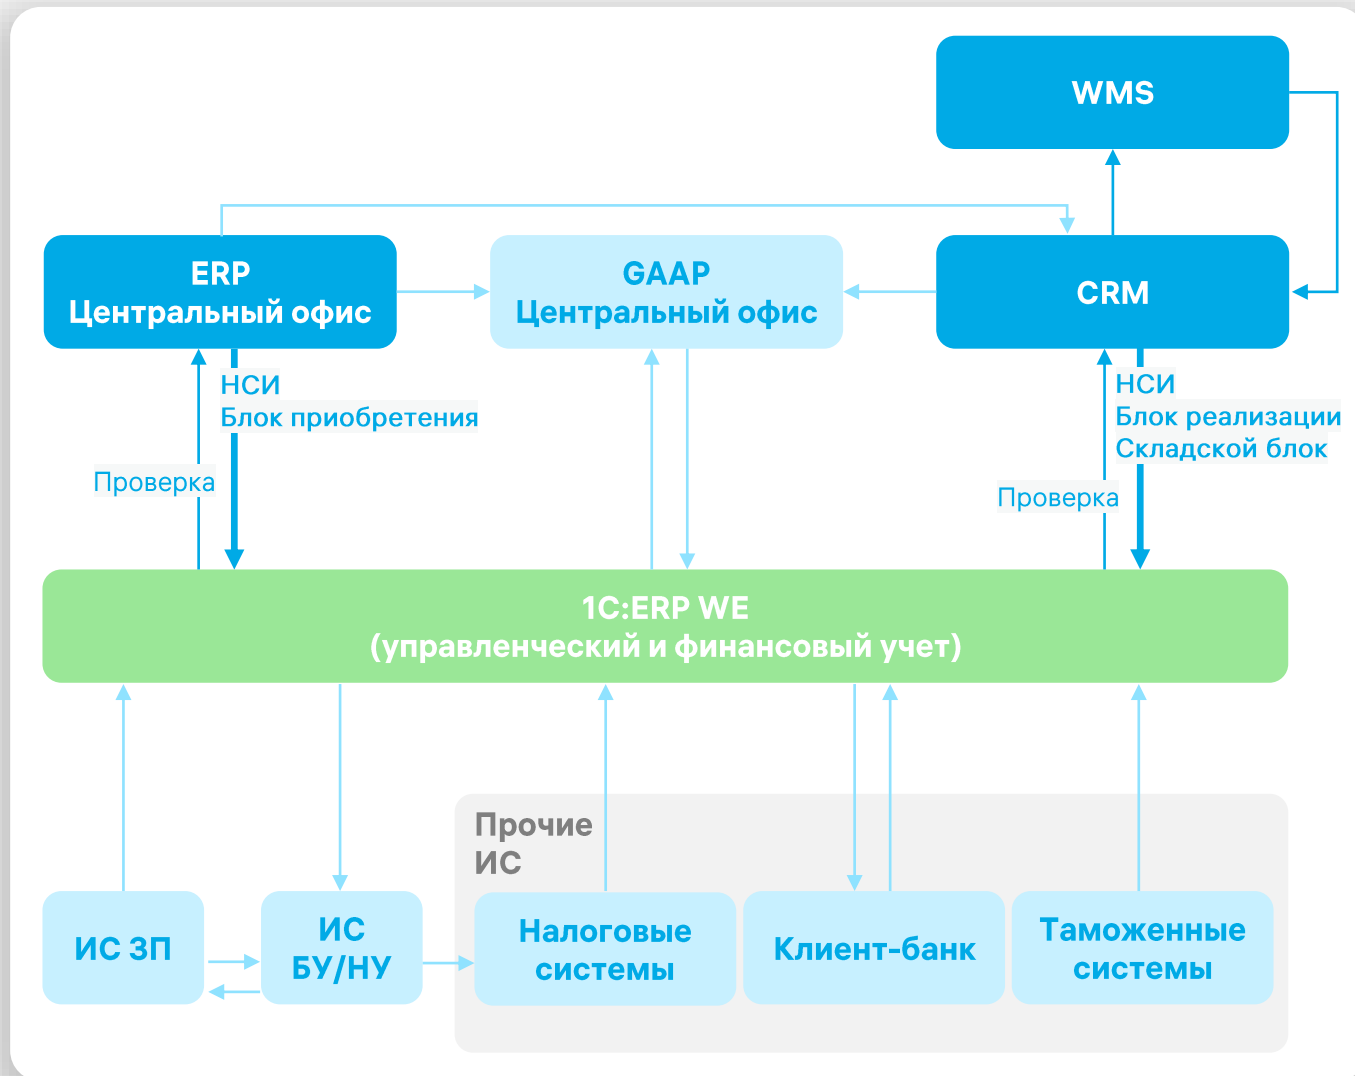 WMS
ERP
Центральный офис
GAAP
Центральный офис
CRM
НСИ
Блок приобретения
Проверка
НСИ
Блок реализации
Складской блок
Проверка
1С:ERP WE
(управленческий и финансовый учет)
Прочие
ИС
ИС ЗП
ИС
БУ/НУ
Налоговые
системы
Клиент-банк
Таможенные
системы